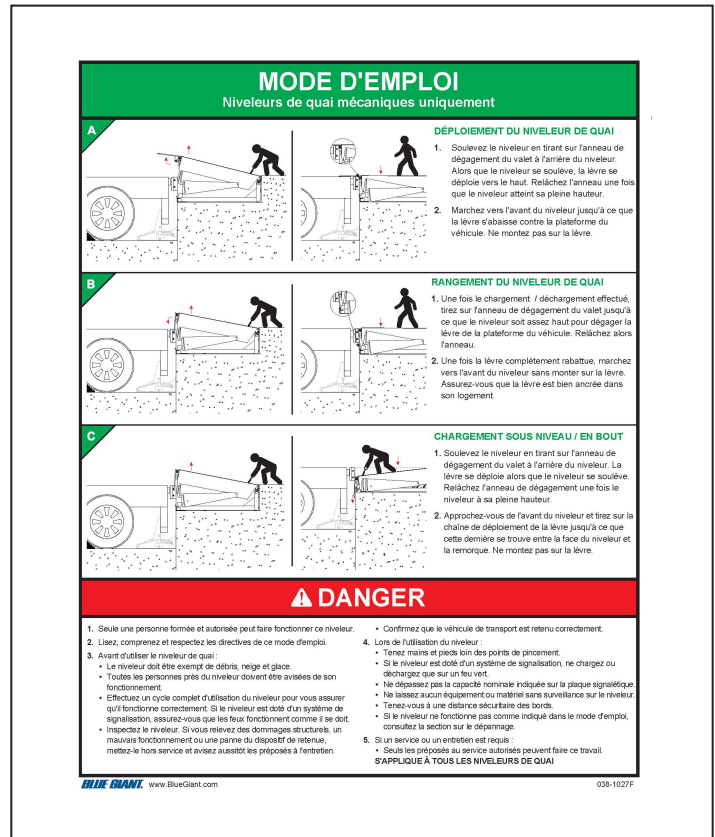 MODE D'EMPLOI
Niveleurs de quai mécaniques uniquement
A
DÉPLOIEMENT DU NIVELEUR DE QUAI
1. Soulevez le niveleur en tirant sur l'anneau de
dégagement du valet à l'arrière du niveleur.
Alors que le niveleur se soulève, la lèvre se
déploie vers le haut. Relâchez l'anneau une fois
que le niveleur atteint sa pleine hauteur.
2. Marchez vers l'avant du niveleur jusqu'à ce que
la lèvre s'abaisse contre la plateforme du
véhicule. Ne montez pas sur la lèvre.
B
RANGEMENT DU NIVELEUR DE QUAI
1. Une fois le chargement / déchargement effectué,
tirez sur l'anneau de dégagement du valet jusqu'à
ce que le niveleur soit assez haut pour dégager la
lèvre de la plateforme du véhicule. Relâchez alors
l'anneau.
2. Une fois la lèvre complètement rabattue, marchez
vers l'avant du niveleur sans monter sur la lèvre.
Assurez-vous que la lèvre est bien ancrée dans
son logement.
C
CHARGEMENT SOUS NIVEAU / EN BOUT
1. Soulevez le niveleur en tirant sur l'anneau de
dégagement du valet à l'arrière du niveleur. La
lèvre se déploie alors que le niveleur se soulève.
Relâchez l'anneau de dégagement une fois le
niveleur à sa pleine hauteur.
2. Approchez-vous de l'avant du niveleur et tirez sur la
chaîne de déploiement de la lèvre jusqu'à ce que
cette dernière se trouve entre la face du niveleur et
la remorque. Ne montez pas sur la lèvre.
DANGER
1. Seule une personne formée et autorisée peut faire fonctionner ce niveleur.
2. Lisez, comprenez et respectez les directives de ce mode d'emploi.
3. Avant d'utiliser le niveleur de quai :
• Le niveleur doit être exempt de débris, neige et glace.
• Toutes les personnes près du niveleur doivent être avisées de son
fonctionnement.
• Effectuez un cycle complet d'utilisation du niveleur pour vous assurer
qu'il fonctionne correctement. Si le niveleur est doté d'un système de
signalisation, assurez-vous que les feux fonctionnent comme il se doit.
• Inspectez le niveleur. Si vous relevez des dommages structurels, un
mauvais fonctionnement ou une panne du dispositif de retenue,
mettez-le hors service et avisez aussitôt les préposés à l'entretien.
• Confirmez que le véhicule de transport est retenu correctement.
4. Lors de l'utilisation du niveleur :
• Tenez mains et pieds loin des points de pincement.
• Si le niveleur est doté d'un système de signalisation, ne chargez ou
déchargez que sur un feu vert.
• Ne dépassez pas la capacité nominale indiquée sur la plaque signalétique.
• Ne laissez aucun équipement ou matériel sans surveillance sur le niveleur.
• Tenez-vous à une distance sécuritaire des bords.
• Si le niveleur ne fonctionne pas comme indiqué dans le mode d'emploi,
consultez la section sur le dépannage.
5. Si un service ou un entretien est requis :
• Seuls les préposés au service autorisés peuvent faire ce travail.
S'APPLIQUE À TOUS LES NIVELEURS DE QUAI
BLUE GIANT. www.BlueGiant.com
038-1027F